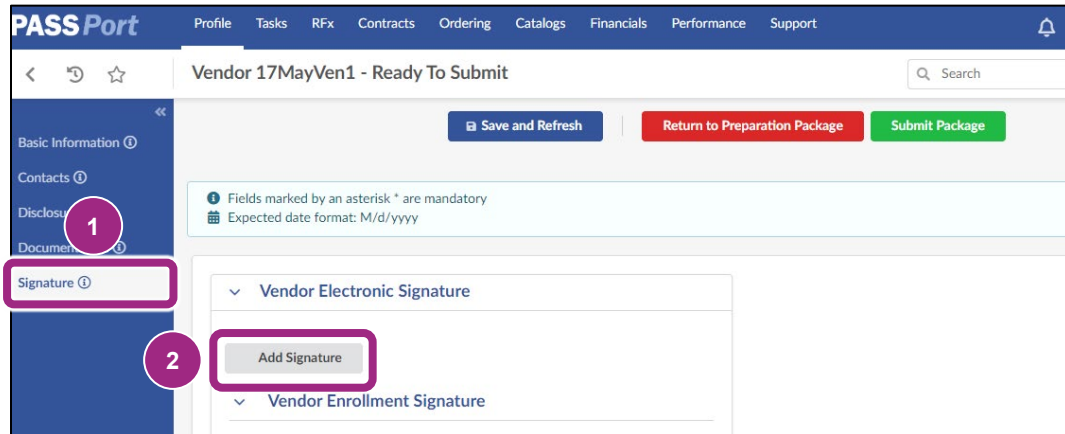 PASSPort Profile Tasks RFx Contracts Ordering Catalogs Financials Performance Support
Vendor 17MayVen1 - Ready To Submit Search
Save and Refresh Return to Preparation Package Submit Package
Basic Information
Contacts
Fields marked by an asterisk * are mandatory
Expected date format: M/d/yyyy
1
Signature
Vendor Electronic Signature
2 Add Signature
Vendor Enrollment Signature